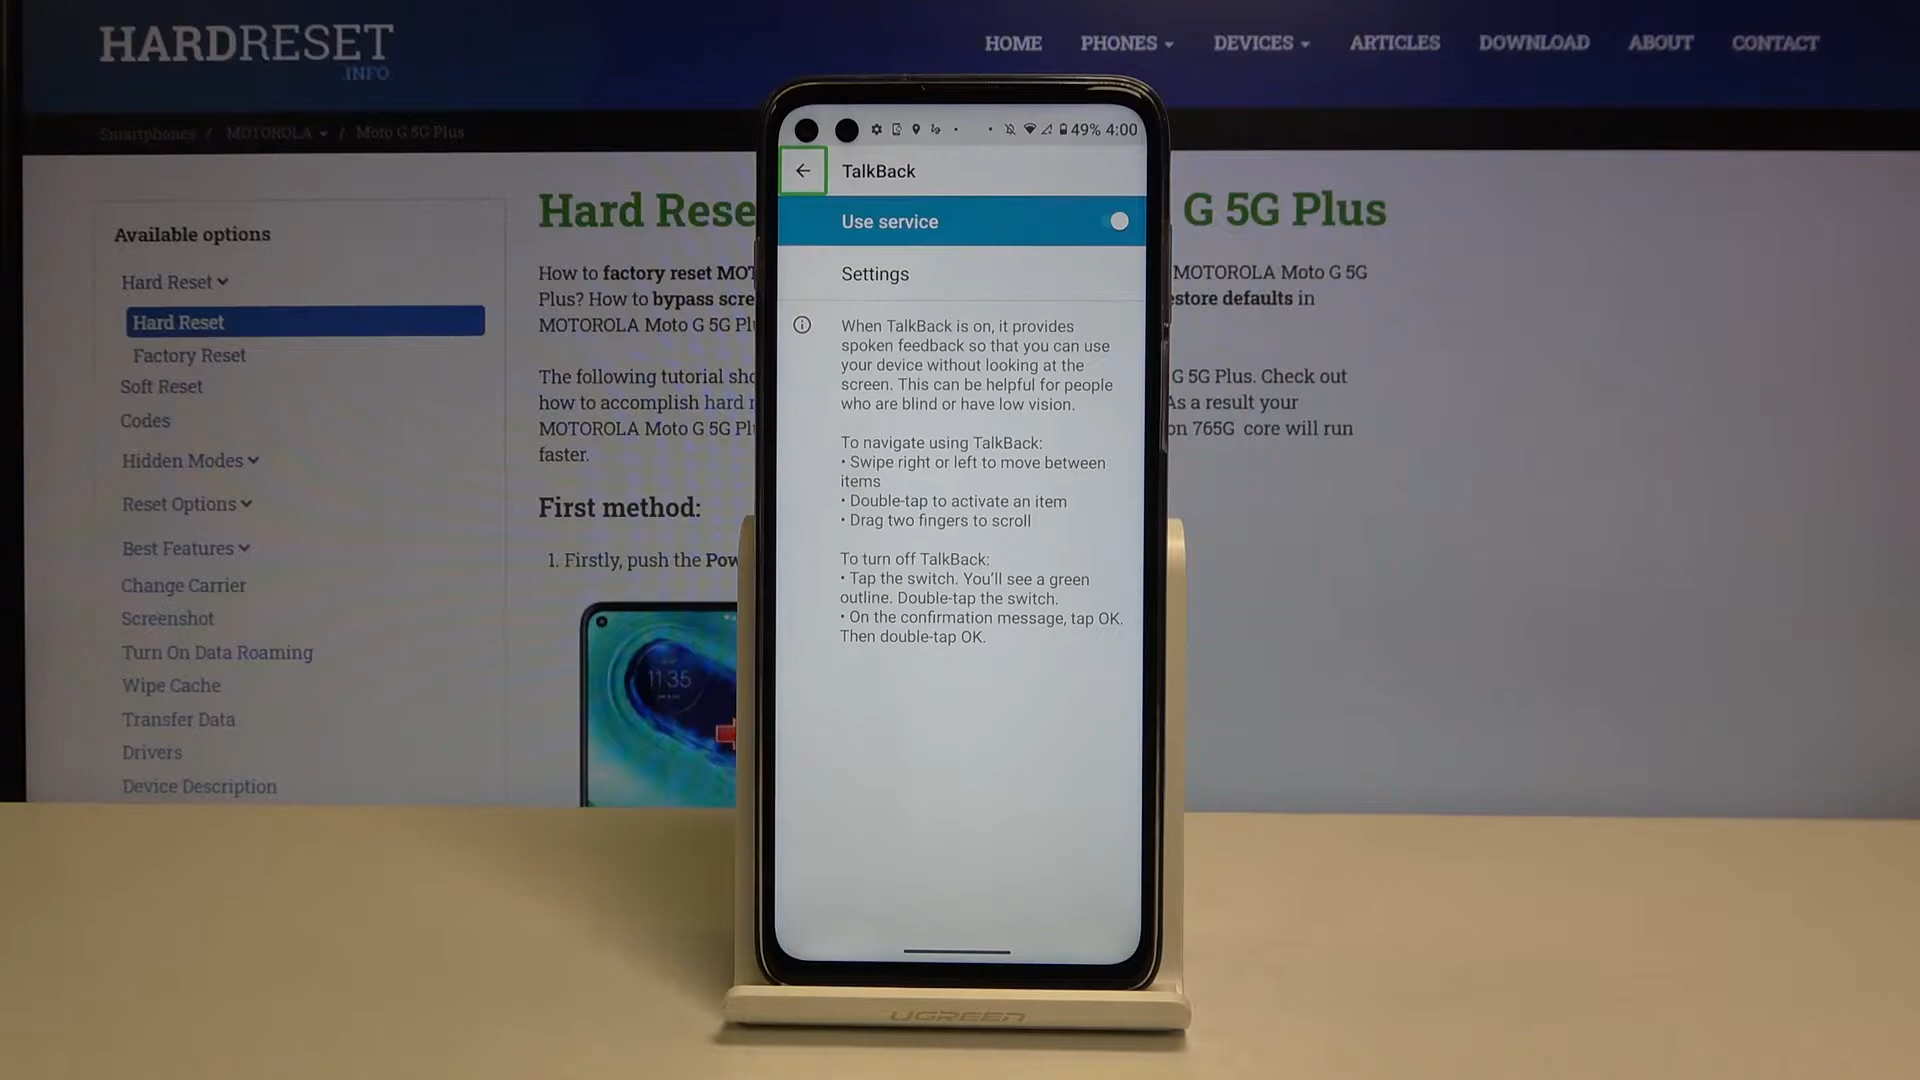 HARDRESET
.INFO
HOME PHONES DEVICES ARTICLES DOWNLOAD ABOUT CONTACT
Smartphones / MOTOROLA / Moto G 5G Plus
Available options
Hard Reset
Hard Reset
Factory Reset
Soft Reset
Codes
Hidden Modes
Reset Options
Best Features
Change Carrier
Screenshot
Turn On Data Roaming
Wipe Cache
Transfer Data
Drivers
Device Description
Hard Rese G 5G Plus
How to factory reset MOT MOTOROLA Moto G 5G
Plus? How to bypass scre estore defaults in
MOTOROLA Moto G 5G Pl
The following tutorial sho G 5G Plus. Check out
how to accomplish hard r As a result your
MOTOROLA Moto G 5G Pl on 765G core will run
faster.
First method:
1. Firstly, push the Pow
11:35
49% 4:00
TalkBack
Use service
Settings
When TalkBack is on, it provides
spoken feedback so that you can use
your device without looking at the
screen. This can be helpful for people
who are blind or have low vision.
To navigate using TalkBack:
• Swipe right or left to move between
items
• Double-tap to activate an item
• Drag two fingers to scroll
To turn off TalkBack:
• Tap the switch. You'll see a green
outline. Double-tap the switch.
• On the confirmation message, tap OK.
Then double-tap OK.
UGREEN